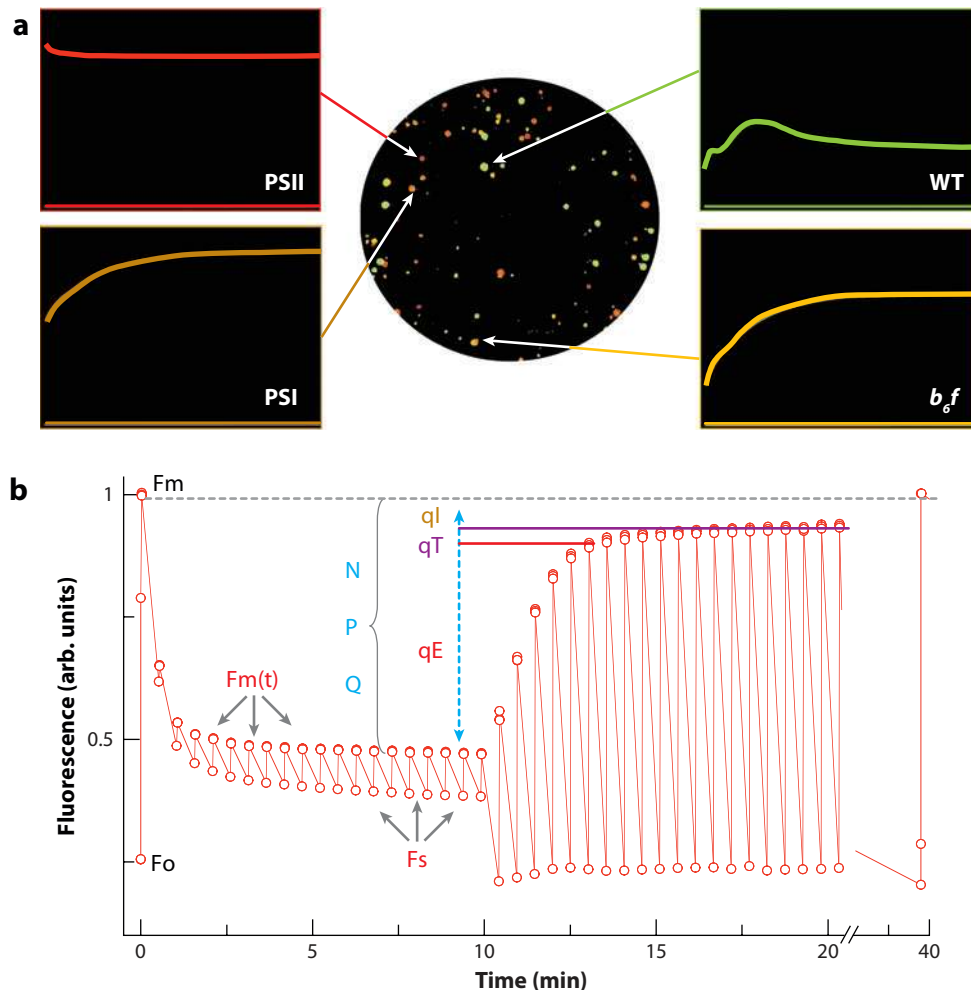 a
PSII
WT
PSI
b6f
b
1
Fm
qI
qT
N
P
qE
Q
Fm(t)
0.5
Fs
Fo
Fluorescence (arb. units)
0
5
10
15
20
40
Time (min)